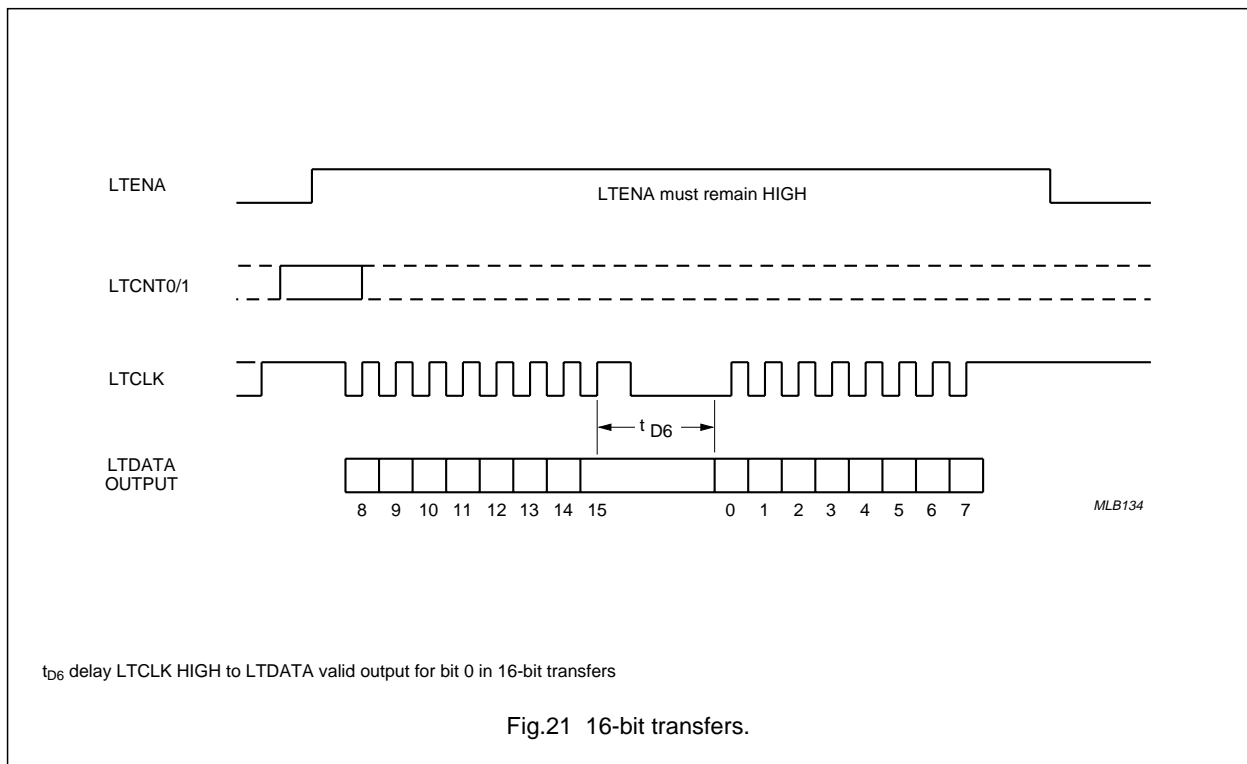 LTENA
LTENA must remain HIGH
LTCNT0/1
LTCLK
t D6
LTDATA
OUTPUT
8 9 10 11 12 13 14 15 0 1 2 3 4 5 6 7
MLB134
tD6 delay LTCLK HIGH to LTDATA valid output for bit 0 in 16-bit transfers
Fig.21 16-bit transfers.